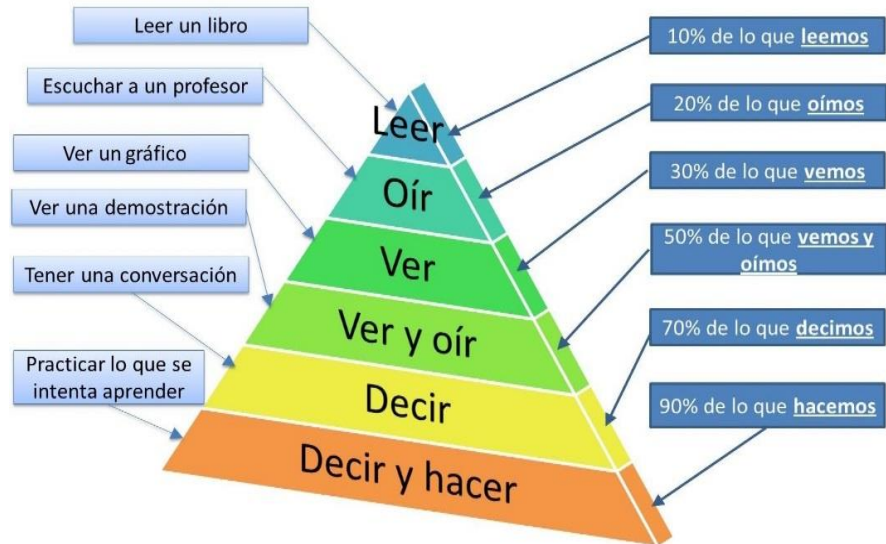 Leer un libro
Escuchar a un profesor
Ver un gráfico
Ver una demostración
Tener una conversación
Practicar lo que se
intenta aprender
Leer
Oír
Ver
Ver y oír
Decir
Decir y hacer
10% de lo que leemos
20% de lo que oímos
30% de lo que vemos
50% de lo que vemos y
oímos
70% de lo que decimos
90% de lo que hacemos